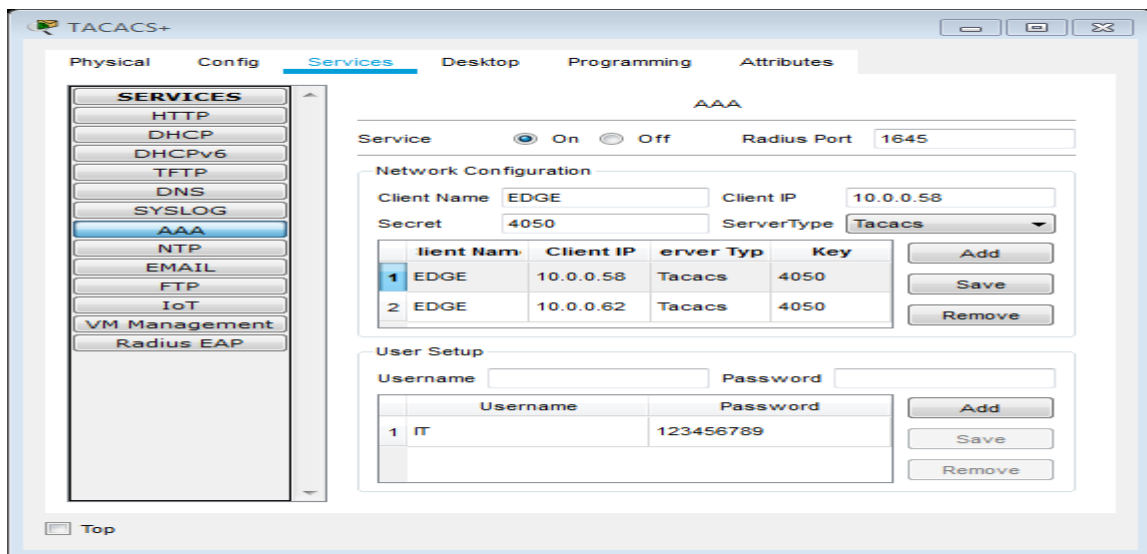 TACACS+
Physical Config Services Desktop Programming Attributes
SERVICES
HTTP
DHCP
DHCPv6
TFTP
DNS
SYSLOG
AAA
NTP
EMAIL
FTP
IoT
VM Management
Radius EAP
AAA
Service On Off Radius Port 1645
Network Configuration
Client Name EDGE Client IP 10.0.0.58
Secret 4050 ServerType Tacacs
lient Nam Client IP erver Typ Key
1 EDGE 10.0.0.58 Tacacs 4050
2 EDGE 10.0.0.62 Tacacs 4050
Add
Save
Remove
User Setup
Username Password
Username Password
1 IT 123456789
Add
Save
Remove
Top